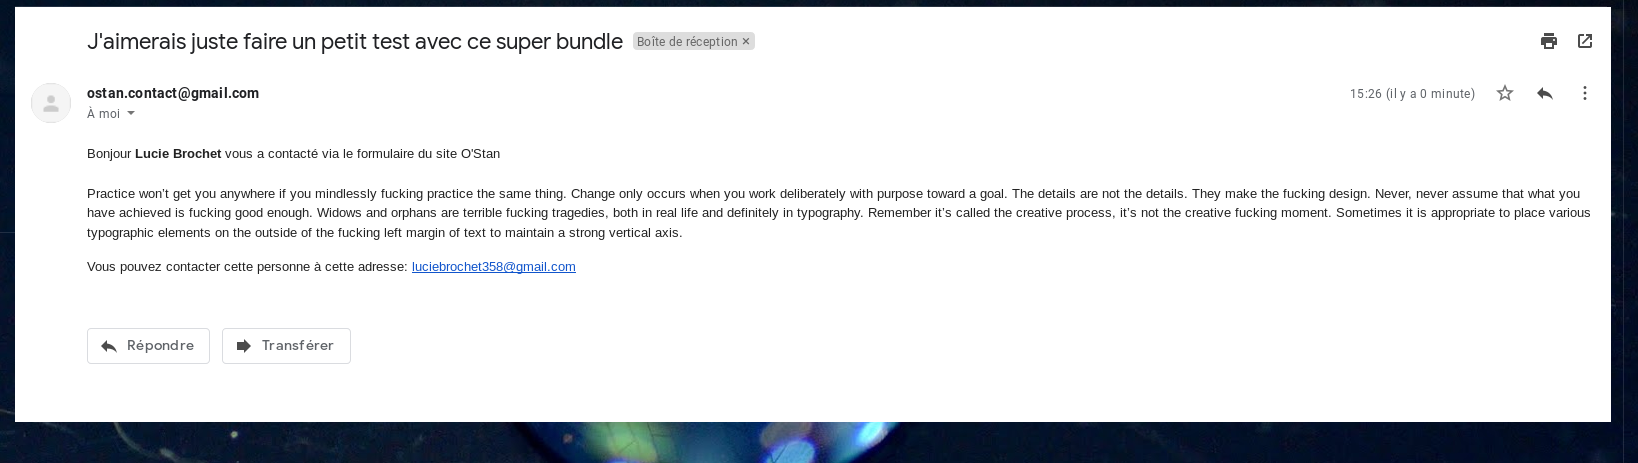 J'aimerais juste faire un petit test avec ce super bundle Boîte de réception ×
ostan.contact@gmail.com 15:26 (il y a 0 minute)
À moi
Bonjour Lucie Brochet vous a contacté via le formulaire du site O'Stan
Practice won’t get you anywhere if you mindlessly fucking practice the same thing. Change only occurs when you work deliberately with purpose toward a goal. The details are not the details. They make the fucking design. Never, never assume that what you
have achieved is fucking good enough. Widows and orphans are terrible fucking tragedies, both in real life and definitely in typography. Remember it’s called the creative process, it’s not the creative fucking moment. Sometimes it is appropriate to place various
typographic elements on the outside of the fucking left margin of text to maintain a strong vertical axis.
Vous pouvez contacter cette personne à cette adresse: luciebrochet358@gmail.com
Répondre Transférer